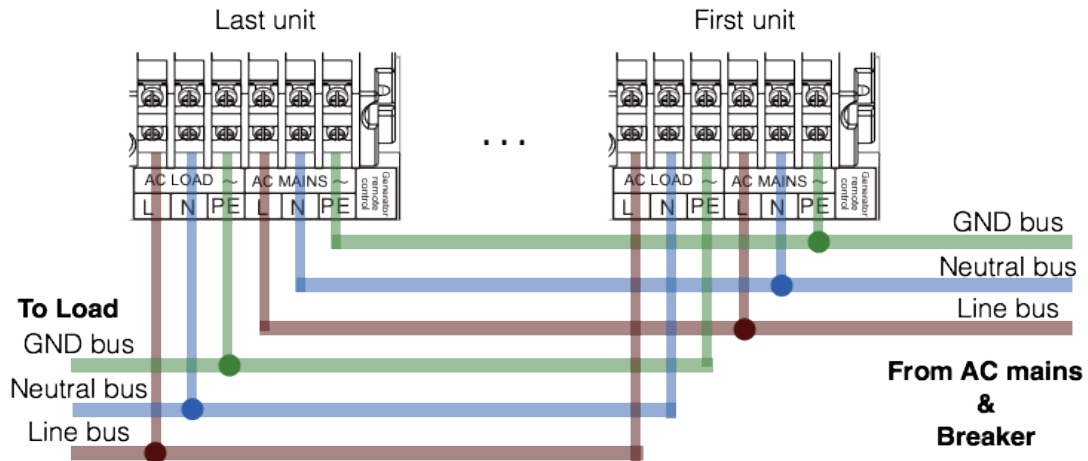 Last unit
First unit
. . .
AC LOAD ~ AC MAINS ~
L N PE L N PE
Generator
remote
control
AC LOAD ~ AC MAINS ~
L N PE L N PE
Generator
remote
control
GND bus
Neutral bus
Line bus
To Load
GND bus
Neutral bus
Line bus
From AC mains
&
Breaker